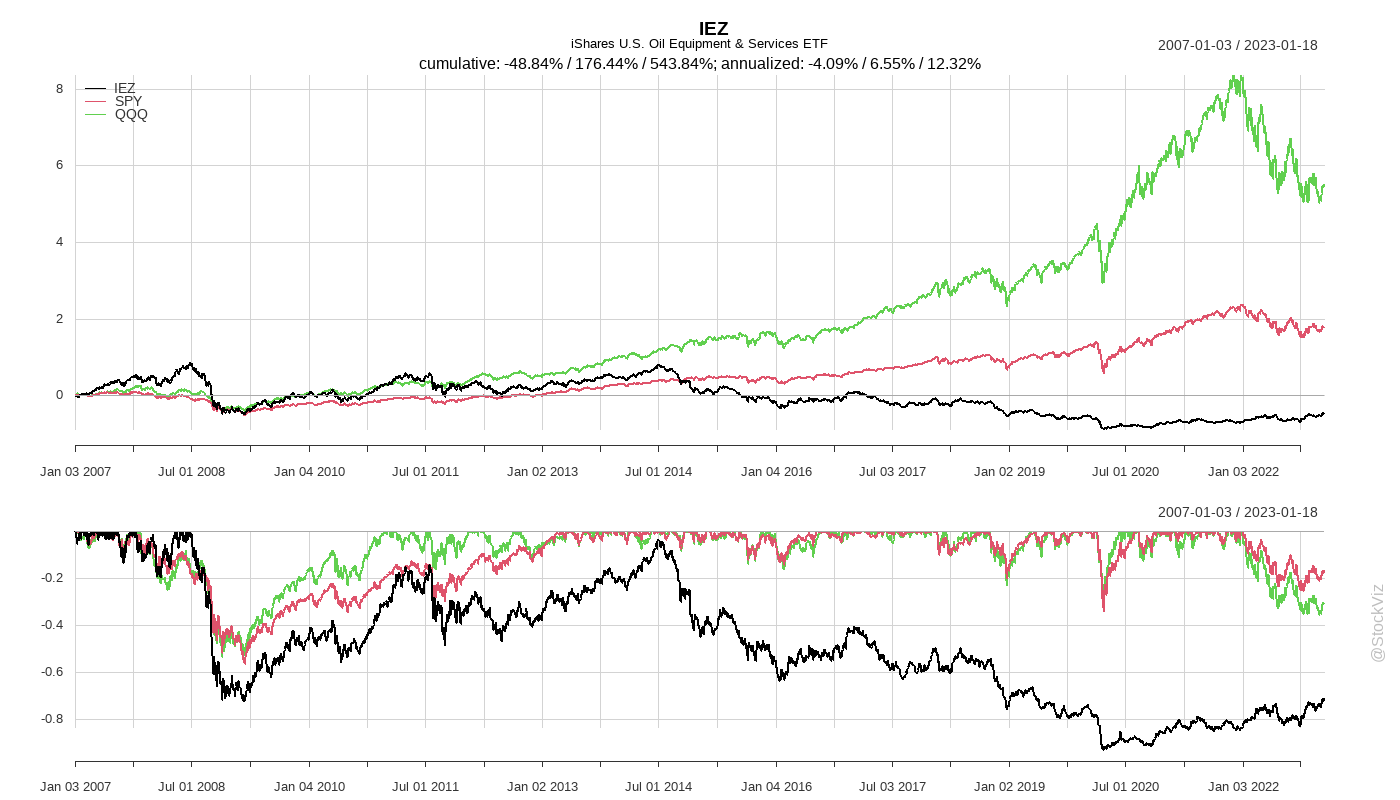 IEZ
iShares U.S. Oil Equipment & Services ETF
2007-01-03 / 2023-01-18
cumulative: -48.84% / 176.44% / 543.84%; annualized: -4.09% / 6.55% / 12.32%
IEZ
SPY
QQQ
8
6
4
2
0
Jan 03 2007 Jul 01 2008 Jan 04 2010 Jul 01 2011 Jan 02 2013 Jul 01 2014 Jan 04 2016 Jul 03 2017 Jan 02 2019 Jul 01 2020 Jan 03 2022
2007-01-03 / 2023-01-18
-0.2
-0.4
-0.6
-0.8
Jan 03 2007 Jul 01 2008 Jan 04 2010 Jul 01 2011 Jan 02 2013 Jul 01 2014 Jan 04 2016 Jul 03 2017 Jan 02 2019 Jul 01 2020 Jan 03 2022
@StockViz